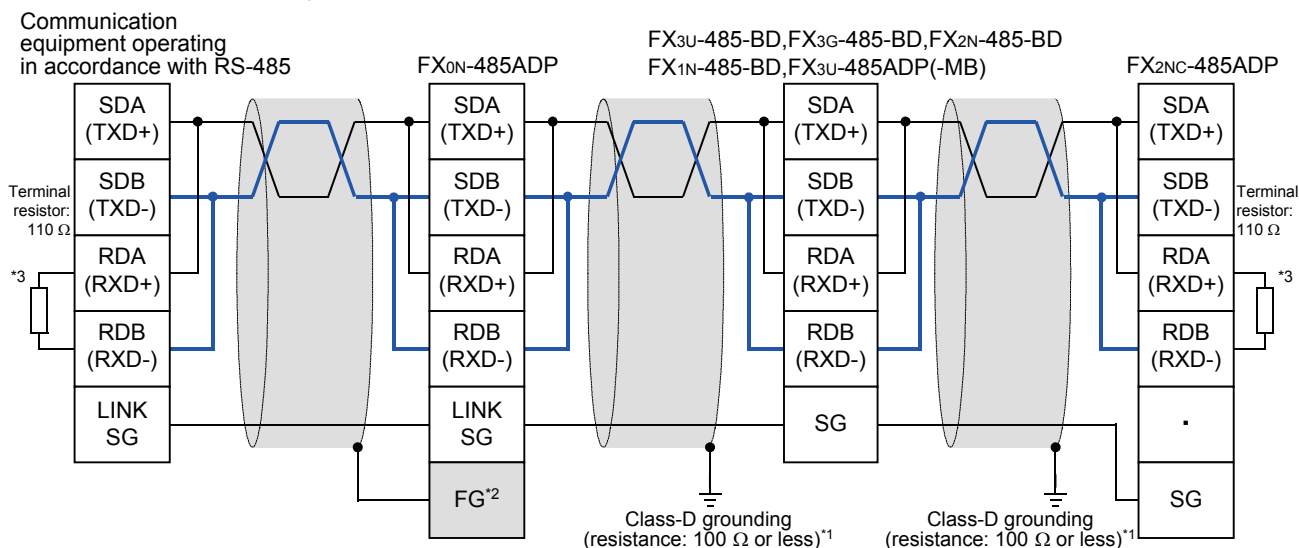 Communication
equipment operating
in accordance with RS-485
FX0N-485ADP
FX3U-485-BD,FX3G-485-BD,FX2N-485-BD
FX1N-485-BD,FX3U-485ADP(-MB)
FX2NC-485ADP
SDA
(TXD+)
SDB
(TXD-)
RDA
(RXD+)
RDB
(RXD-)
LINK
SG
Terminal
resistor:
110 Ω
*3
SDA
(TXD+)
SDB
(TXD-)
RDA
(RXD+)
RDB
(RXD-)
LINK
SG
FG*2
SDA
(TXD+)
SDB
(TXD-)
RDA
(RXD+)
RDB
(RXD-)
SG
Class-D grounding
(resistance: 100 Ω or less)*1
Class-D grounding
(resistance: 100 Ω or less)*1
SDA
(TXD+)
SDB
(TXD-)
RDA
(RXD+)
RDB
(RXD-)
·
SG
Terminal
resistor:
110 Ω
*3